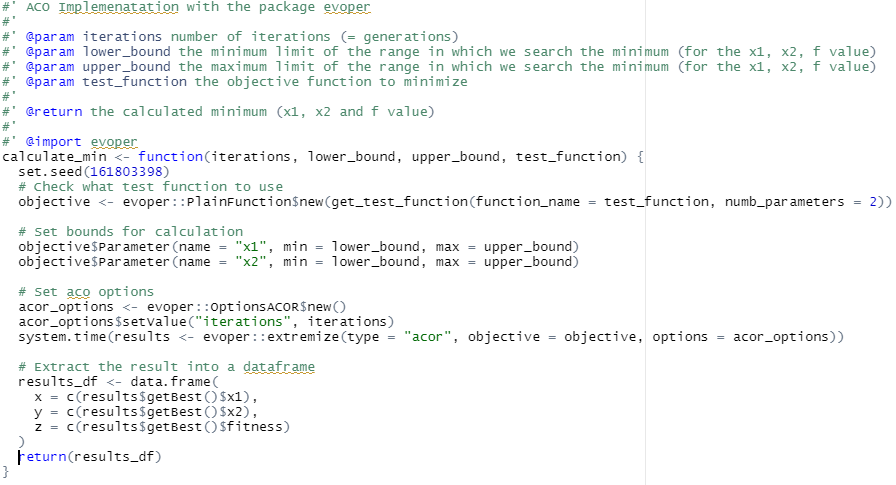 #' ACO Implemenatation with the package evoper
#'
#' @param iterations number of iterations (= generations)
#' @param lower_bound the minimum limit of the range in which we search the minimum (for the x1, x2, f value)
#' @param upper_bound the maximum limit of the range in which we search the minimum (for the x1, x2, f value)
#' @param test_function the objective function to minimize
#'
#' @return the calculated minimum (x1, x2 and f value)
#'
#' @import evoper
calculate_min <- function(iterations, lower_bound, upper_bound, test_function) {
  set.seed(161803398)
  # Check what test function to use
  objective <- evoper::PlainFunction$new(get_test_function(function_name = test_function, numb_parameters = 2))

  # Set bounds for calculation
  objective$Parameter(name = "x1", min = lower_bound, max = upper_bound)
  objective$Parameter(name = "x2", min = lower_bound, max = upper_bound)

  # Set aco options
  acor_options <- evoper::OptionsACOR$new()
  acor_options$setValue("iterations", iterations)
  system.time(results <- evoper::extremize(type = "acor", objective = objective, options = acor_options))

  # Extract the result into a dataframe
  results_df <- data.frame(
    x = c(results$getBest()$x1),
    y = c(results$getBest()$x2),
    z = c(results$getBest()$fitness)
  )
  return(results_df)
}